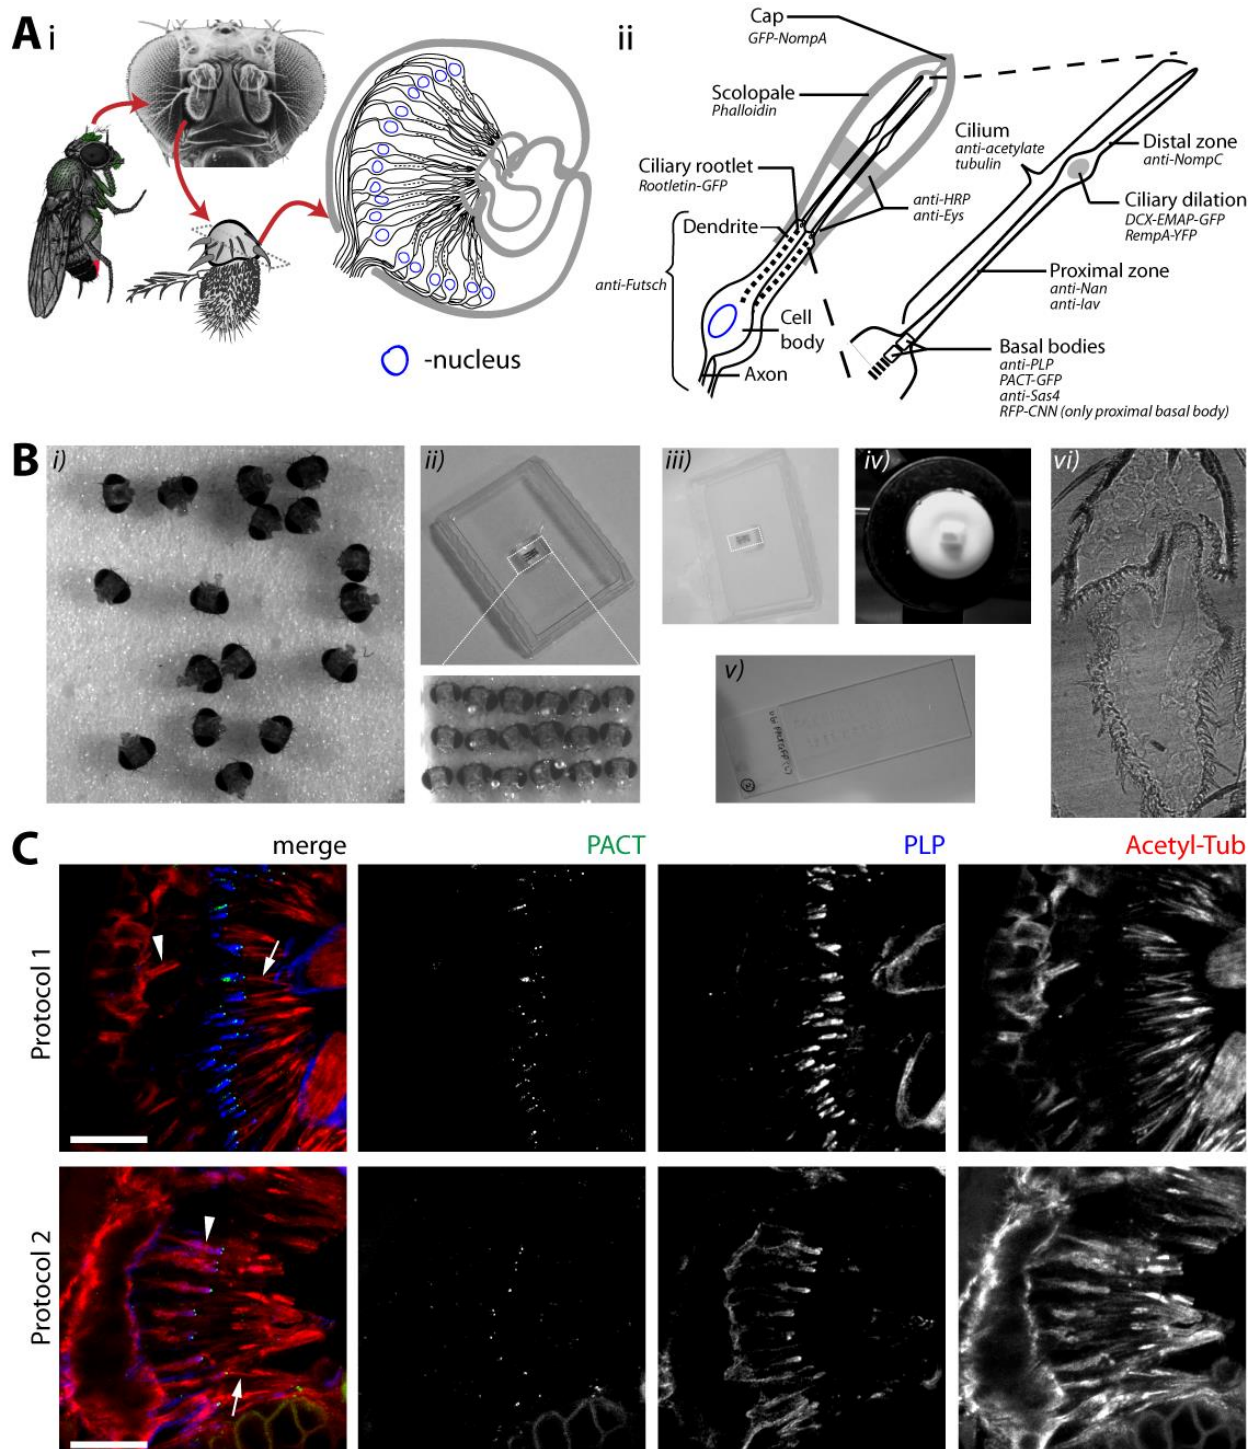 A i
-nucleus
ii
Cap
GFP-NompA
Scolopale
Phalloidin
Ciliary rootlet
Rootletin-GFP
Dendrite
anti-Futsch
Cell
body
Axon
anti-HRP
anti-Eys
Cilium
anti-acetylate
tubulin
Distal zone
anti-NompC
Ciliary dilation
DCX-EMAP-GFP
RempA-YFP
Proximal zone
anti-Nan
anti-Iav
Basal bodies
anti-PLP
PACT-GFP
anti-Sas4
RFP-CNN (only proximal basal body)
B i)
ii)
iii)
iv)
v)
vi)
C
merge
PACT
PLP
Acetyl-Tub
Protocol 1
Protocol 2